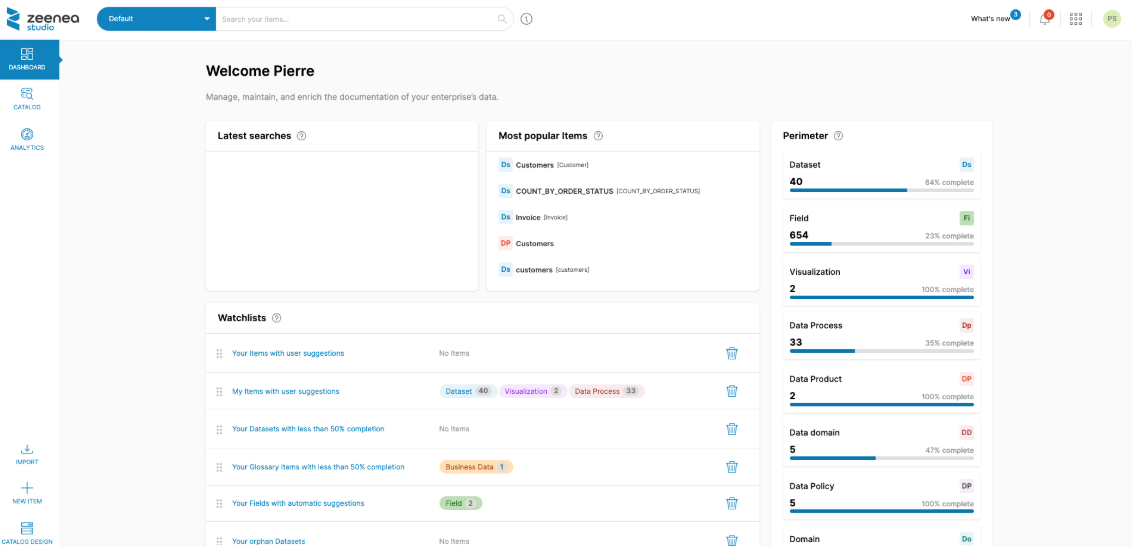 zeenea
studio
Default
Search your items...
What's new
3
0
PS
DASHBOARD
CATALOG
ANALYTICS
IMPORT
NEW ITEM
CATALOG DESIGN
Welcome Pierre
Manage, maintain, and enrich the documentation of your enterprise's data.
Latest searches ?
Most popular Items ?
Ds Customers [Customer]
Ds COUNT_BY_ORDER_STATUS [COUNT_BY_ORDER_STATUS]
Ds Invoice [Invoice]
DP Customers
Ds customers [customers]
Watchlists ?
Your Items with user suggestions No Items
My Items with user suggestions Dataset 40 Visualization 2 Data Process 33
Your Datasets with less than 50% completion No Items
Your Glossary Items with less than 50% completion Business Data 1
Your Fields with automatic suggestions Field 2
Your orphan Datasets No Items
Perimeter ?
Dataset Ds
40 64% complete
Field Fi
654 23% complete
Visualization Vi
2 100% complete
Data Process Dp
33 35% complete
Data Product DP
2 100% complete
Data domain DD
5 47% complete
Data Policy DP
5 100% complete
Domain Do